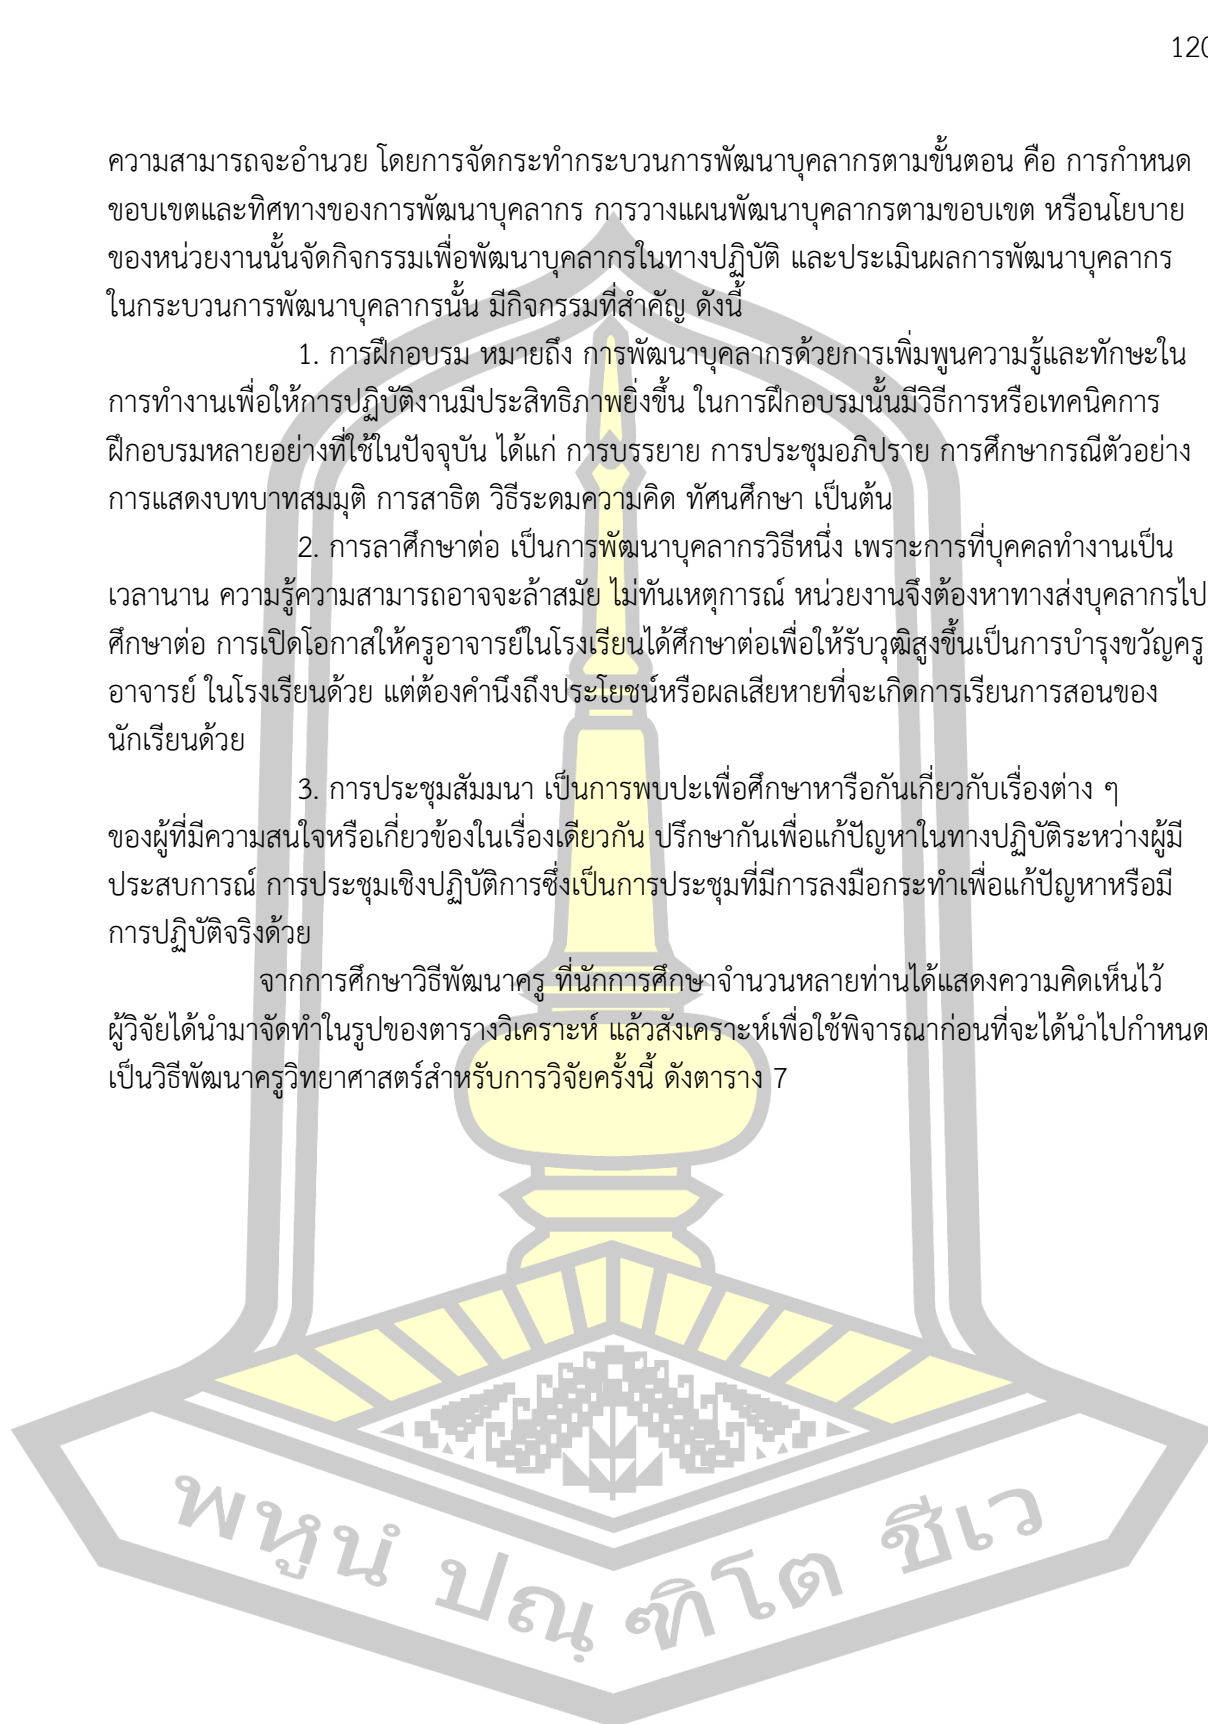 120
ความสามารถจะอำนวย โดยการจัดกระทำกระบวนการพัฒนาบุคลากรตามขั้นตอน คือ การกำหนด
ขอบเขตและทิศทางของการพัฒนาบุคลากร การวางแผนพัฒนาบุคลากรตามขอบเขต หรือนโยบาย
ของหน่วยงานนั้นจัดกิจกรรมเพื่อพัฒนาบุคลากรในทางปฏิบัติ และประเมินผลการพัฒนาบุคลากร
ในกระบวนการพัฒนาบุคลากรนั้น มีกิจกรรมที่สำคัญ ดังนี้
1. การฝึกอบรม หมายถึง การพัฒนาบุคลากรด้วยการเพิ่มพูนความรู้และทักษะใน
การทำงานเพื่อให้การปฏิบัติงานมีประสิทธิภาพยิ่งขึ้น ในการฝึกอบรมนั้นมีวิธีการหรือเทคนิคการ
ฝึกอบรมหลายอย่างที่ใช้ในปัจจุบัน ได้แก่ การบรรยาย การประชุมอภิปราย การศึกษากรณีตัวอย่าง
การแสดงบทบาทสมมุติ การสาธิต วิธีระดมความคิด ทัศนศึกษา เป็นต้น
2. การลาศึกษาต่อ เป็นการพัฒนาบุคลากรวิธีหนึ่ง เพราะการที่บุคคลทำงานเป็น
เวลานาน ความรู้ความสามารถอาจจะล้าสมัย ไม่ทันเหตุการณ์ หน่วยงานจึงต้องหาทางส่งบุคลากรไป
ศึกษาต่อ การเปิดโอกาสให้ครูอาจารย์ในโรงเรียนได้ศึกษาต่อเพื่อให้รับวุฒิสูงขึ้นเป็นการบำรุงขวัญครู
อาจารย์ ในโรงเรียนด้วย แต่ต้องคำนึงถึงประโยชน์หรือผลเสียหายที่จะเกิดการเรียนการสอนของ
นักเรียนด้วย
3. การประชุมสัมมนา เป็นการพบปะเพื่อศึกษาหารือกันเกี่ยวกับเรื่องต่าง ๆ
ของผู้ที่มีความสนใจหรือเกี่ยวข้องในเรื่องเดียวกัน ปรึกษากันเพื่อแก้ปัญหาในทางปฏิบัติระหว่างผู้มี
ประสบการณ์ การประชุมเชิงปฏิบัติการซึ่งเป็นการประชุมที่มีการลงมือกระทำเพื่อแก้ปัญหาหรือมี
การปฏิบัติจริงด้วย
จากการศึกษาวิธีพัฒนาครู ที่นักการศึกษาจำนวนหลายท่านได้แสดงความคิดเห็นไว้
ผู้วิจัยได้นำมาจัดทำในรูปของตารางวิเคราะห์ แล้วสังเคราะห์เพื่อใช้พิจารณาก่อนที่จะได้นำไปกำหนด
เป็นวิธีพัฒนาครูวิทยาศาสตร์สำหรับการวิจัยครั้งนี้ ดังตาราง 7
พหูนํ ปณฺฑิโต ชีเว